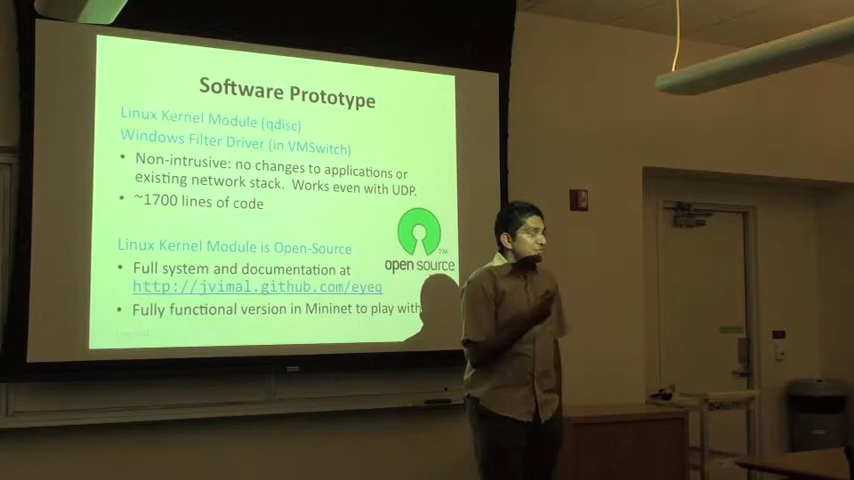 Software Prototype
Linux Kernel Module (qdisc)
Windows Filter Driver (in VMSwitch)
• Non-intrusive: no changes to applications or
existing network stack. Works even with UDP.
• ~1700 lines of code
Linux Kernel Module is Open-Source
• Full system and documentation at
http://jvimal.github.com/eyeq
• Fully functional version in Mininet to play with
open source
TM